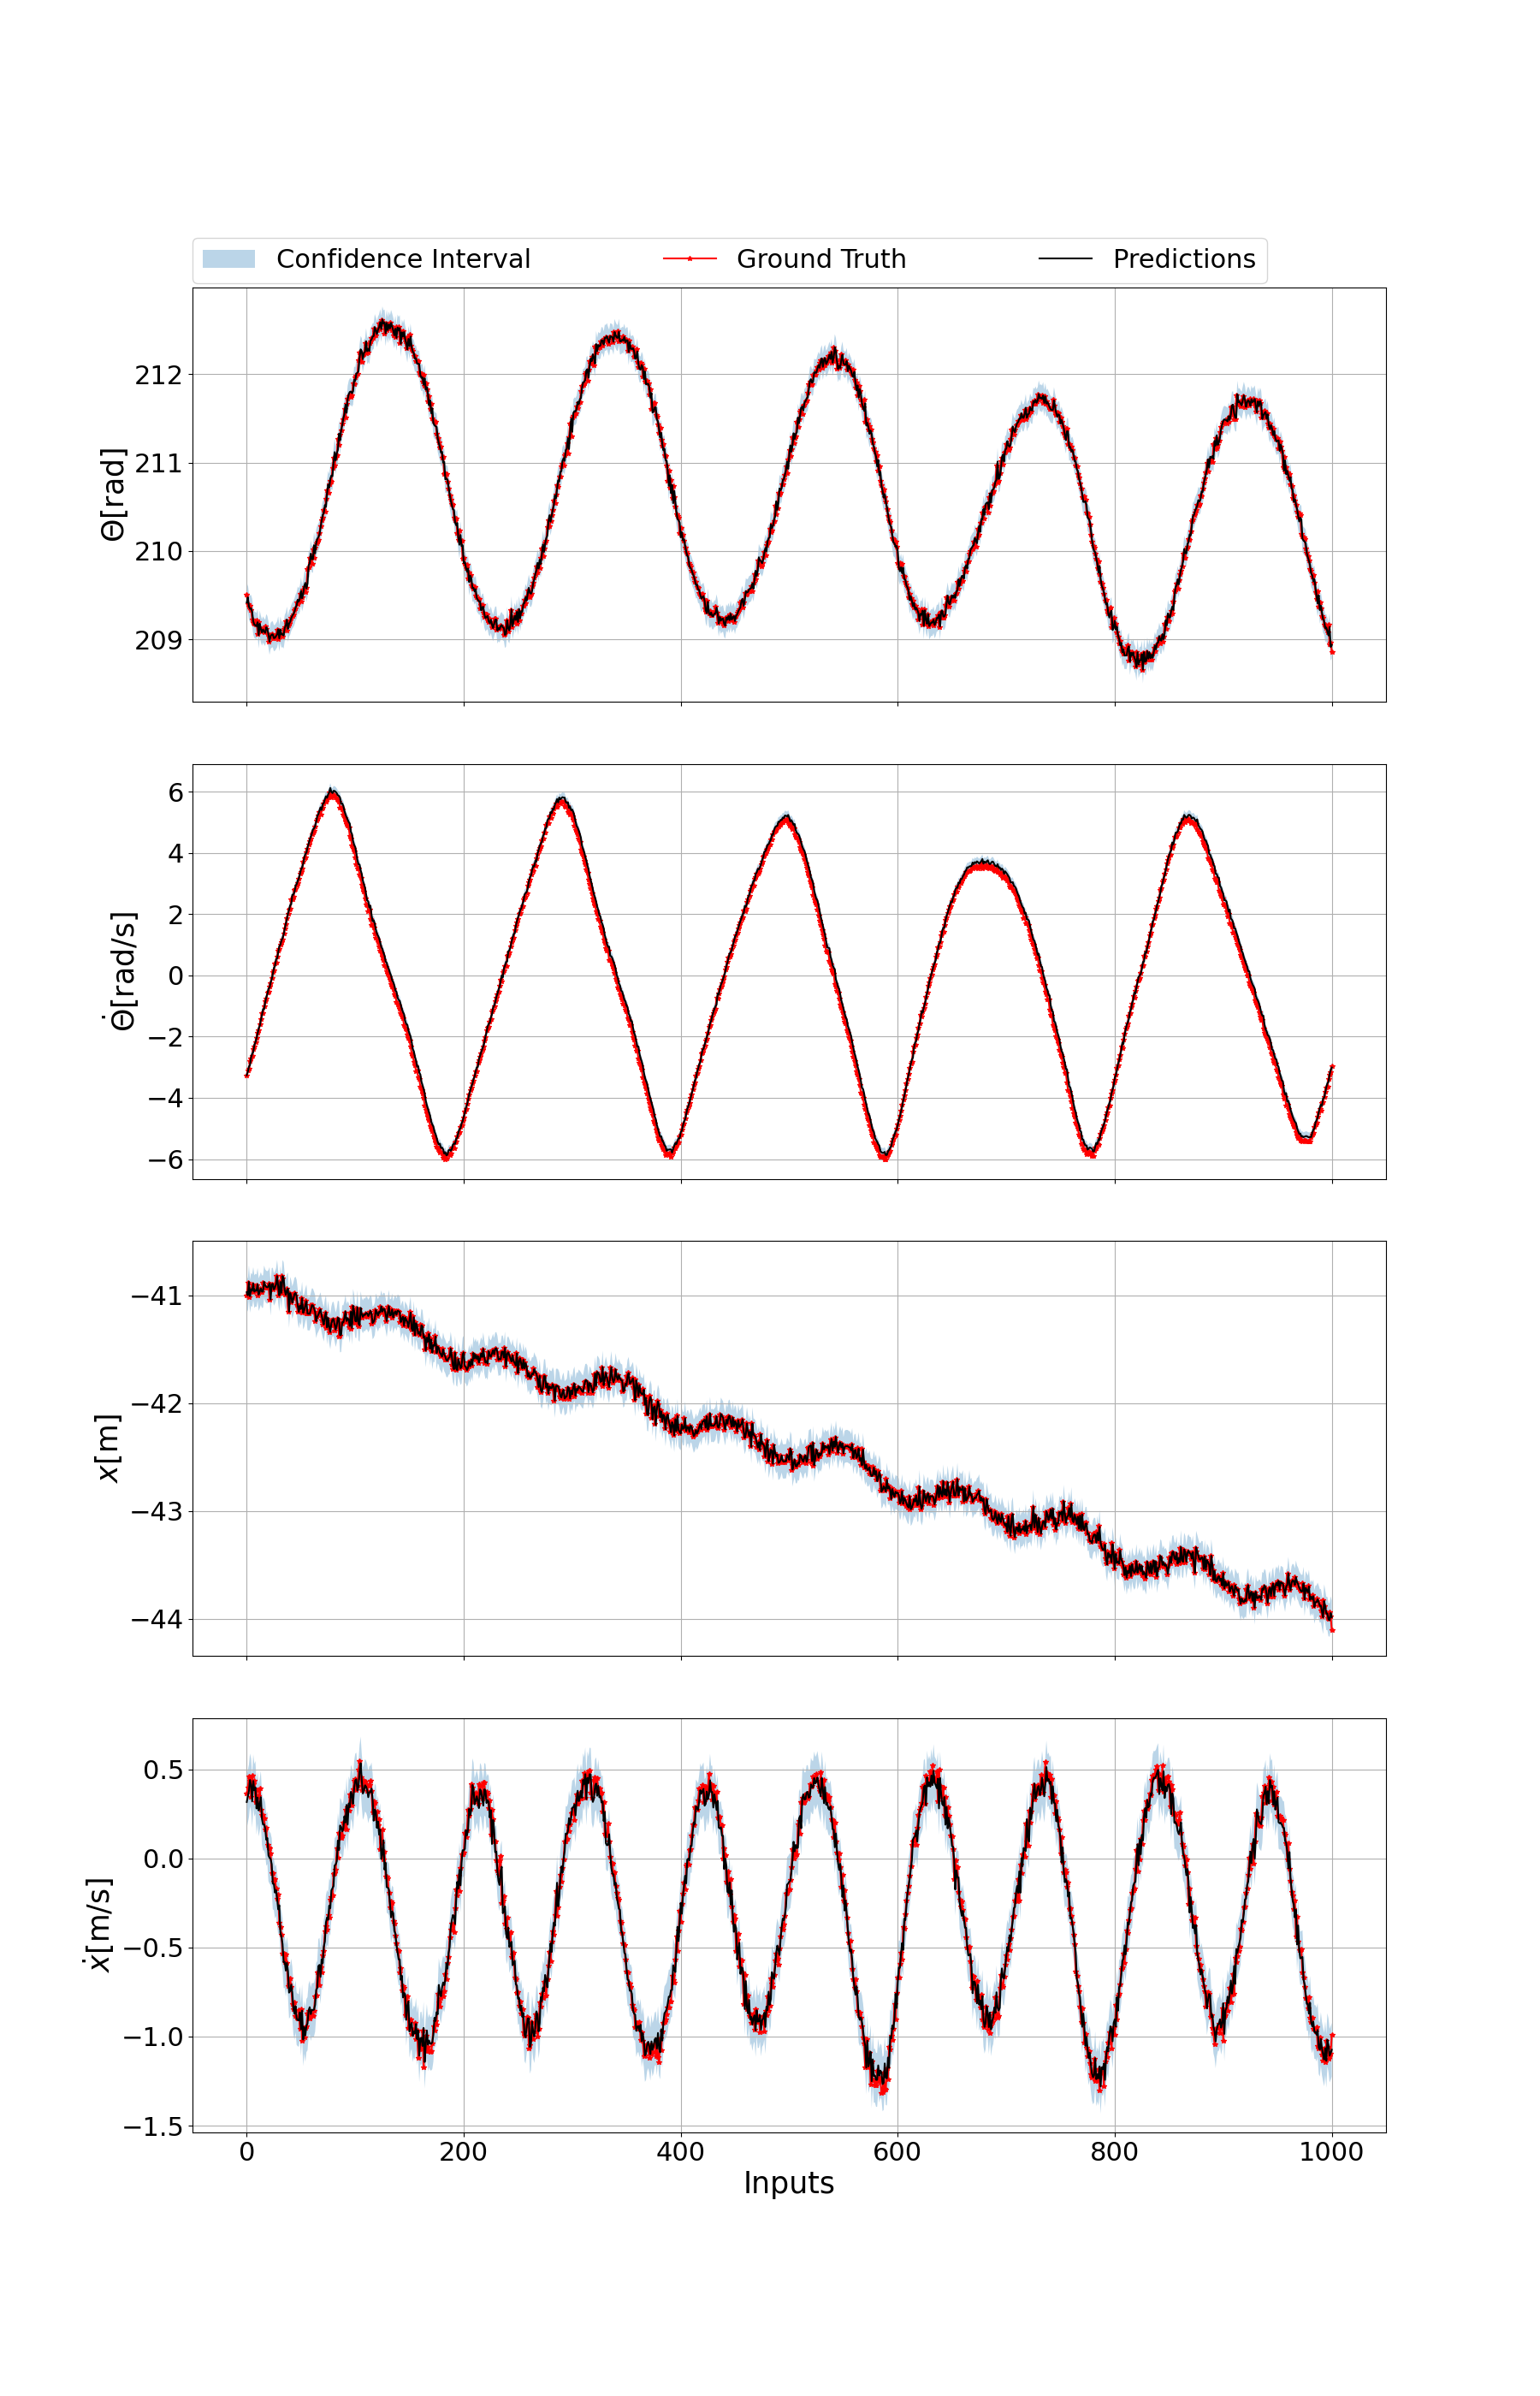 Confidence Interval Ground Truth Predictions
212
211
210
209
Θ[rad]
6
4
2
0
−2
−4
−6
Θ̇[rad/s]
−41
−42
−43
−44
x[m]
0.5
0.0
−0.5
−1.0
−1.5
ẋ[m/s]
0 200 400 600 800 1000
Inputs